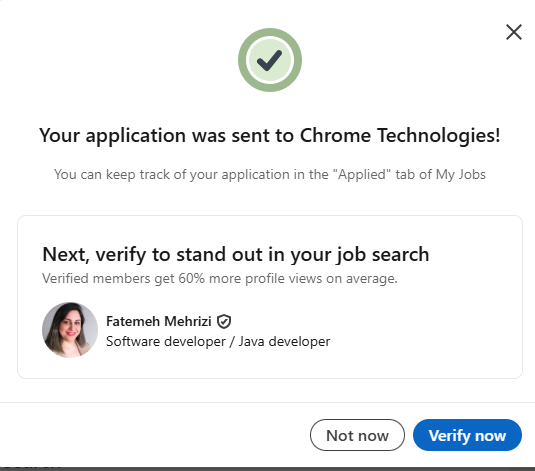 Your application was sent to Chrome Technologies!
You can keep track of your application in the "Applied" tab of My Jobs
Next, verify to stand out in your job search
Verified members get 60% more profile views on average.
Fatemeh Mehrizi
Software developer / Java developer
Not now
Verify now